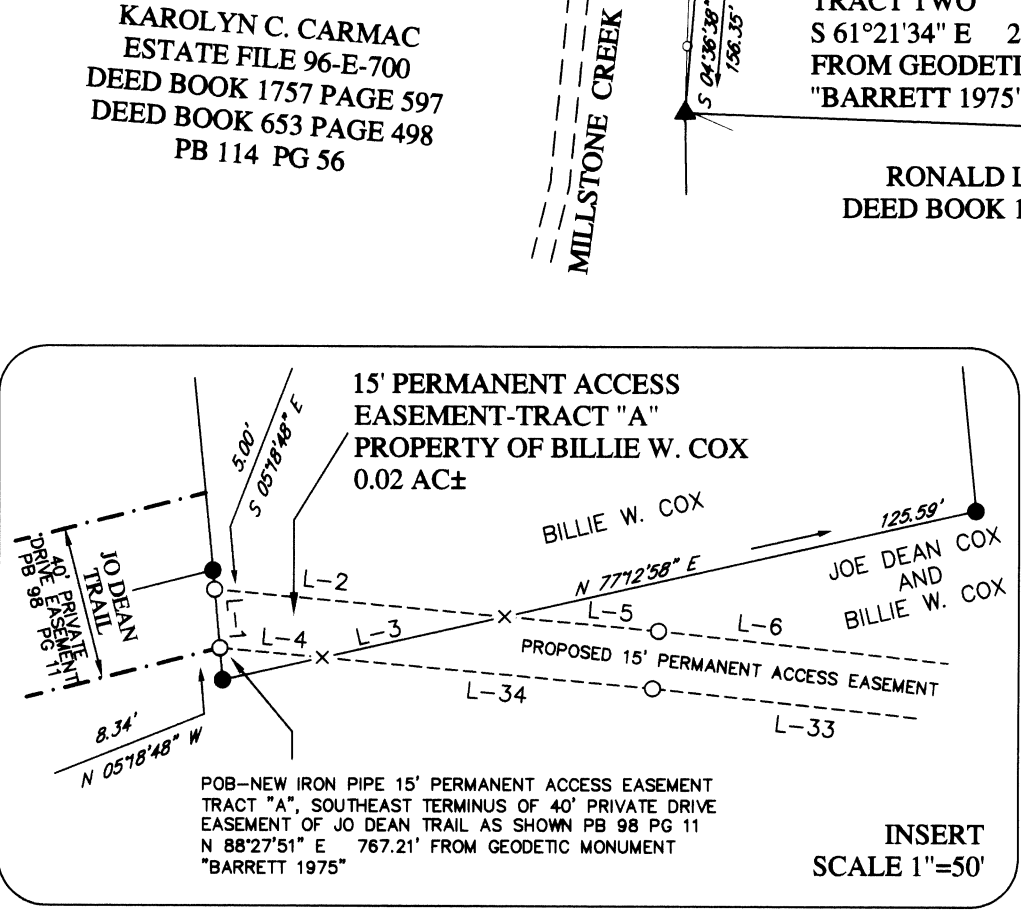 KAROLYN C. CARMAC
ESTATE FILE 96-E-700
DEED BOOK 1757 PAGE 597
DEED BOOK 653 PAGE 498
PB 114 PG 56
MILLSTONE CREEK
S 04°36'38"
156.35'
TRACT TWO
S 61°21'34" E 2
FROM GEODETI
"BARRETT 1975"
RONALD L
DEED BOOK 1
15' PERMANENT ACCESS
EASEMENT-TRACT "A"
PROPERTY OF BILLIE W. COX
0.02 AC±
5.00'
S 05°18'48" E
BILLIE W. COX
125.59'
N 77°12'58" E
JOE DEAN COX
AND
BILLIE W. COX
JO DEAN
TRAIL
40' PRIVATE
DRIVE EASEMENT
PB 98 PG 11
L-2
L-1
L-4
L-3
L-5
L-6
PROPOSED 15' PERMANENT ACCESS EASEMENT
L-34
L-33
8.34'
N 05°18'48" W
POB-NEW IRON PIPE 15' PERMANENT ACCESS EASEMENT
TRACT "A", SOUTHEAST TERMINUS OF 40' PRIVATE DRIVE
EASEMENT OF JO DEAN TRAIL AS SHOWN PB 98 PG 11
N 88°27'51" E 767.21' FROM GEODETIC MONUMENT
"BARRETT 1975"
INSERT
SCALE 1"=50'